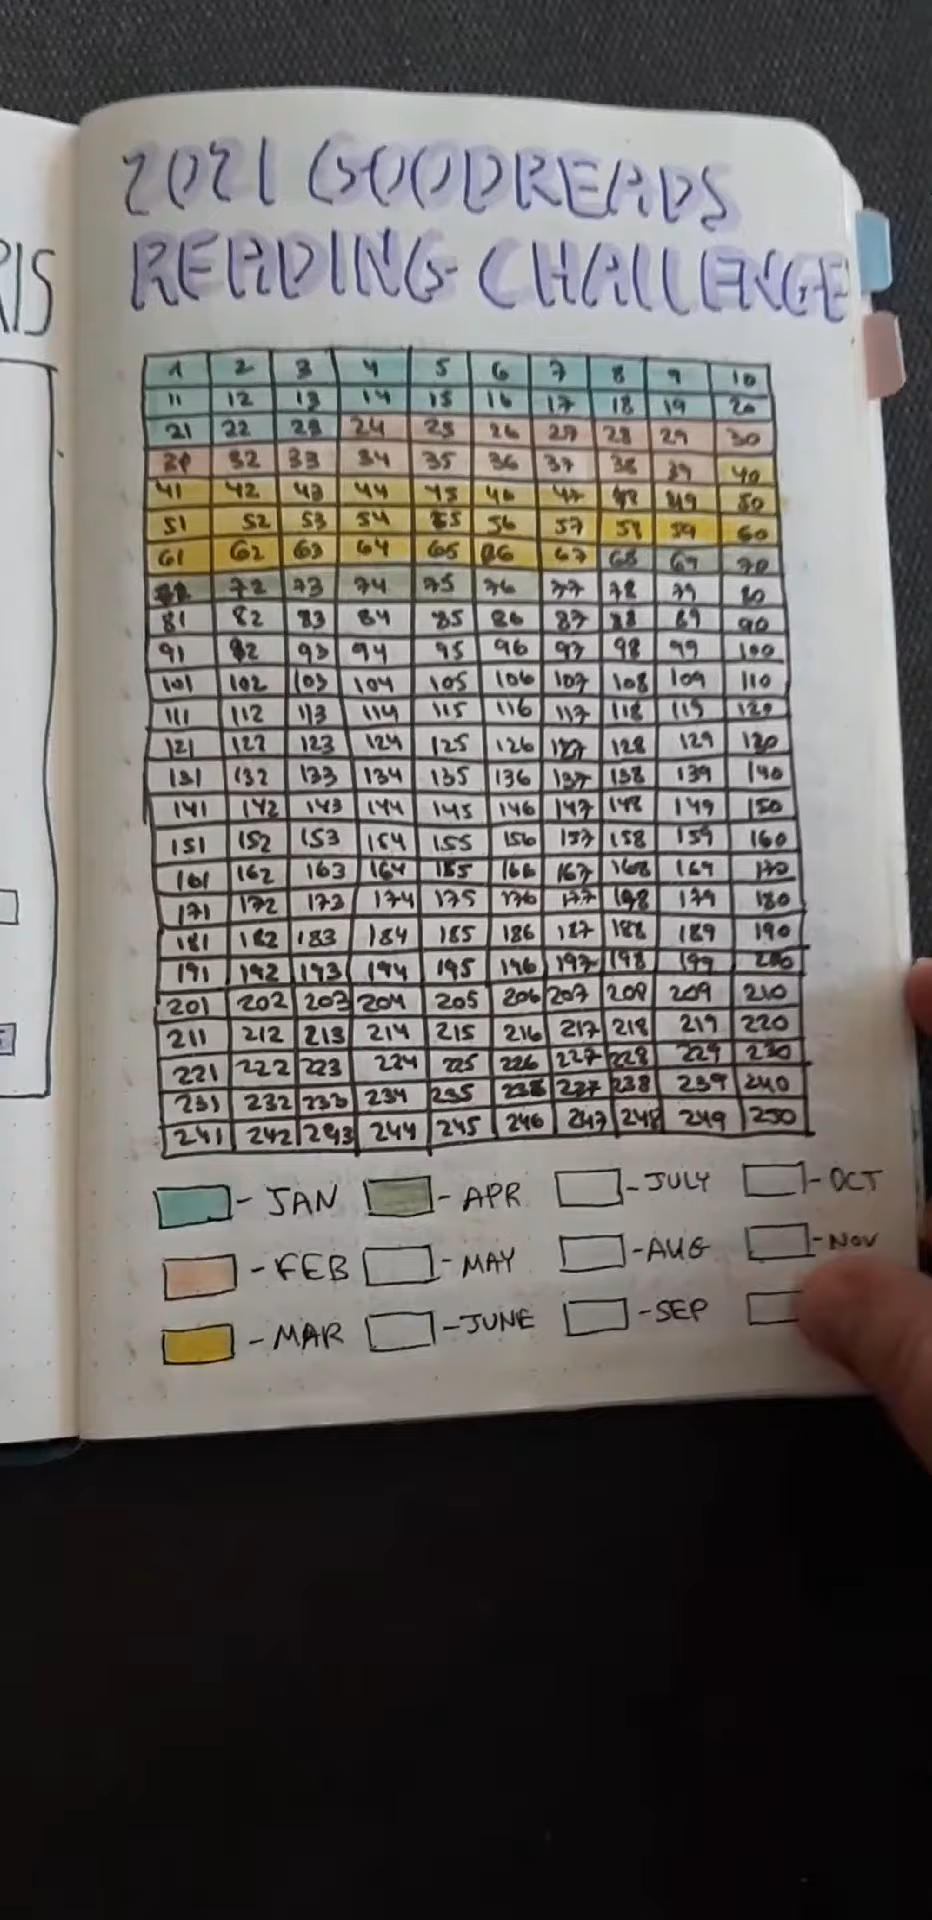 RIS
2021 GOODREADS
READING CHALLENGE
1 2 3 4 5 6 7 8 9 10
11 12 13 14 15 16 17 18 19 20
21 22 23 24 25 26 27 28 29 30
31 32 33 34 35 36 37 38 39 40
41 42 43 44 45 46 47 48 49 50
51 52 53 54 55 56 57 58 59 60
61 62 63 64 65 66 67 68 69 70
72 73 74 75 76 77 78 79 80
81 82 83 84 85 86 87 88 89 90
91 92 93 94 95 96 97 98 99 100
101 102 103 104 105 106 107 108 109 110
111 112 113 114 115 116 117 118 119 120
121 122 123 124 125 126 127 128 129 130
131 132 133 134 135 136 137 138 139 140
141 142 143 144 145 146 147 148 149 150
151 152 153 154 155 156 157 158 159 160
161 162 163 164 165 166 167 168 169 170
171 172 173 174 175 176 177 178 179 180
181 182 183 184 185 186 187 188 189 190
191 192 193 194 195 196 197 198 199 200
201 202 203 204 205 206 207 208 209 210
211 212 213 214 215 216 217 218 219 220
221 222 223 224 225 226 227 228 229 230
231 232 233 234 235 236 237 238 239 240
241 242 243 244 245 246 247 248 249 250
- JAN - APR - JULY - OCT
- FEB - MAY - AUG - NOV
- MAR - JUNE - SEP